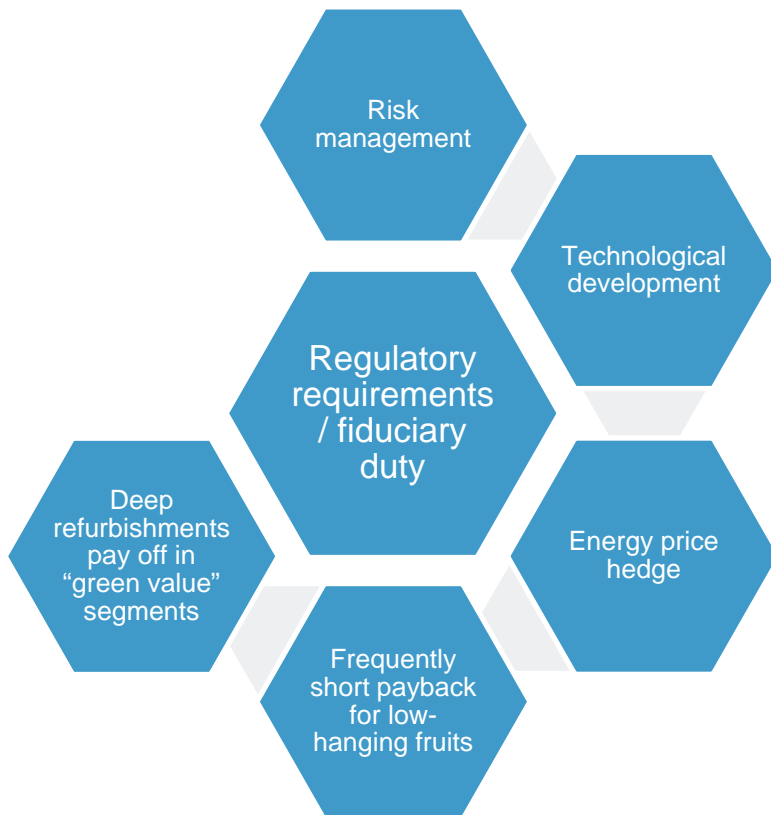 Risk
management
Technological
development
Regulatory
requirements
/ fiduciary
duty
Deep
refurbishments
pay off in
“green value”
segments
Energy price
hedge
Frequently
short payback
for low-
hanging fruits